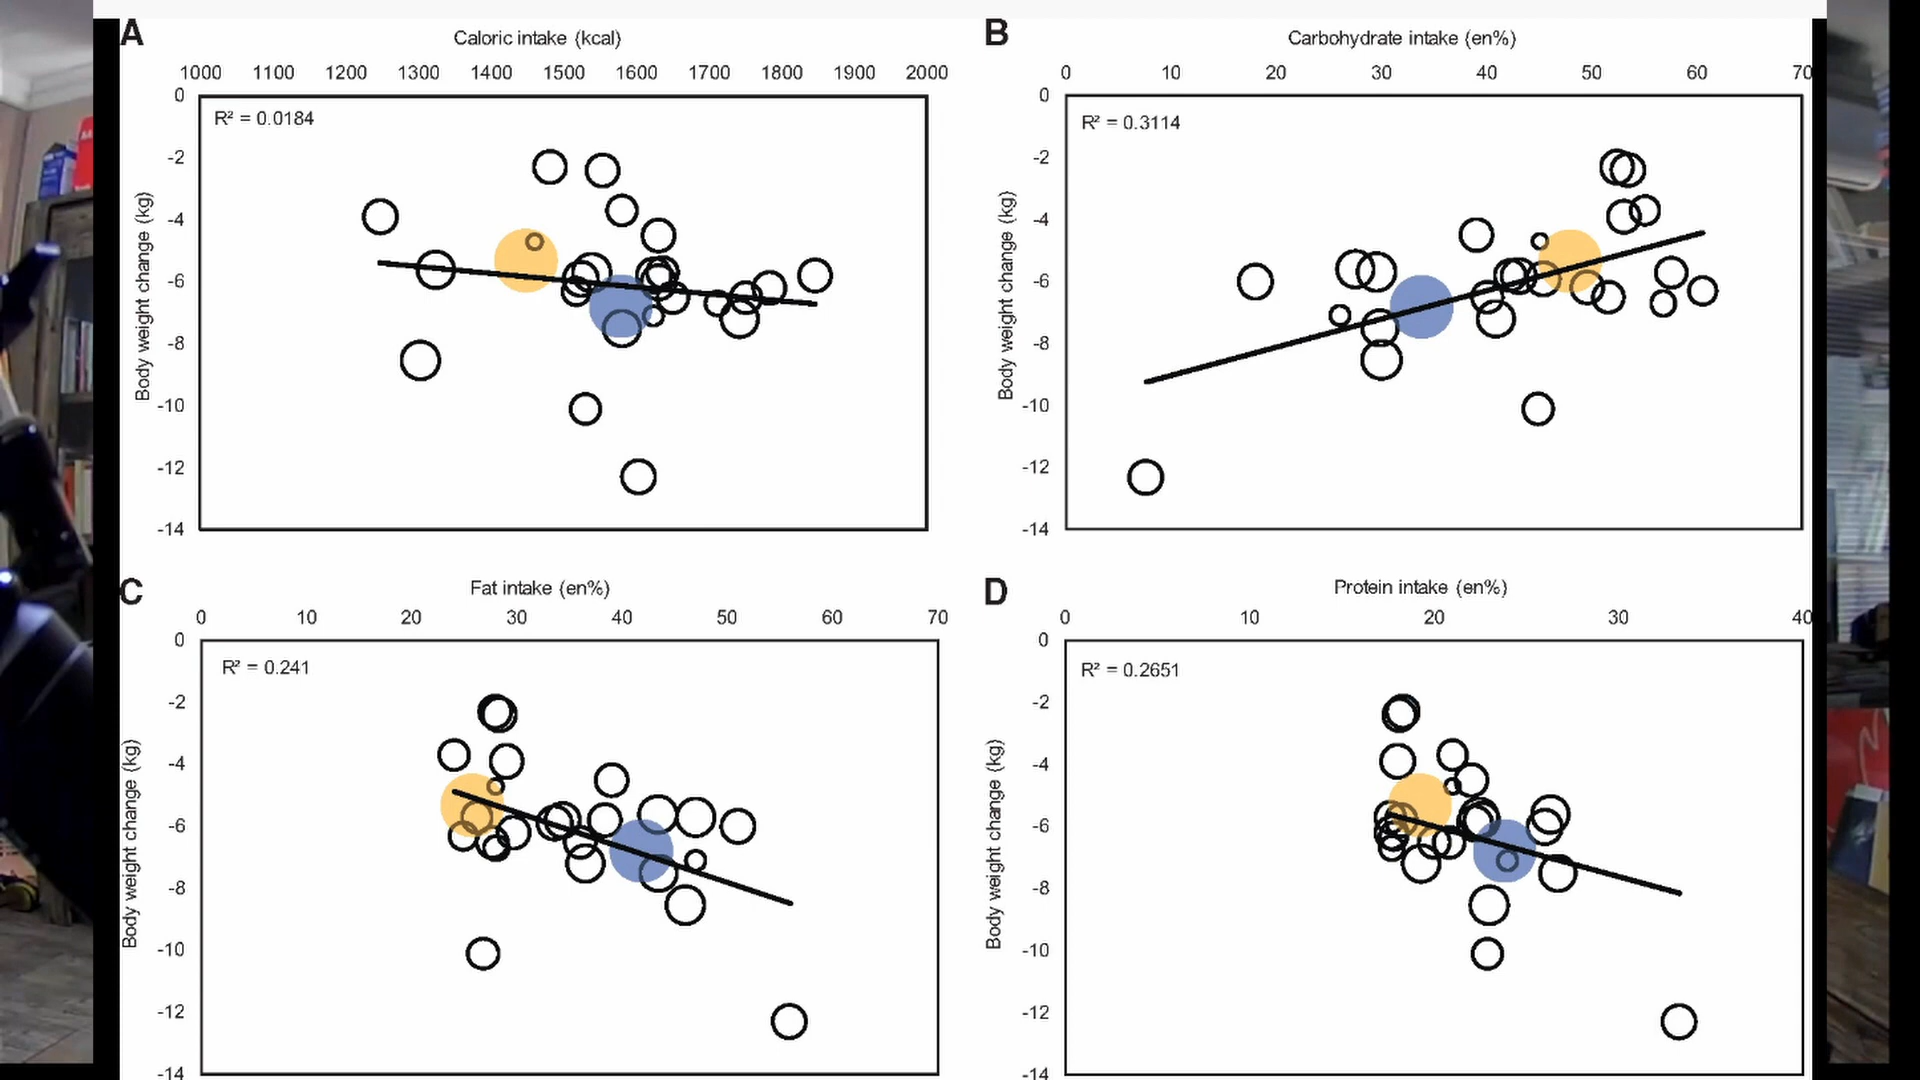 A
Caloric intake (kcal)
1000 1100 1200 1300 1400 1500 1600 1700 1800 1900 2000
R² = 0.0184
0
-2
-4
-6
-8
-10
-12
-14
Body weight change (kg)
B
Carbohydrate intake (en%)
0 10 20 30 40 50 60 70
R² = 0.3114
0
-2
-4
-6
-8
-10
-12
-14
Body weight change (kg)
C
Fat intake (en%)
0 10 20 30 40 50 60 70
R² = 0.241
0
-2
-4
-6
-8
-10
-12
-14
Body weight change (kg)
D
Protein intake (en%)
0 10 20 30 40
R² = 0.2651
0
-2
-4
-6
-8
-10
-12
-14
Body weight change (kg)